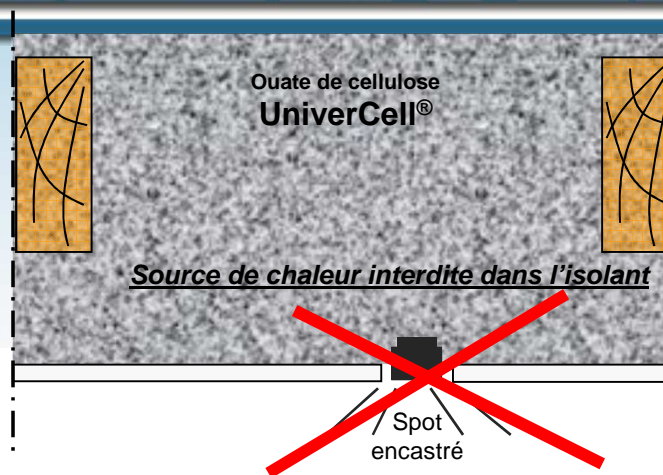 Ouate de cellulose
UniverCell®
Source de chaleur interdite dans l'isolant
Spot
encastré